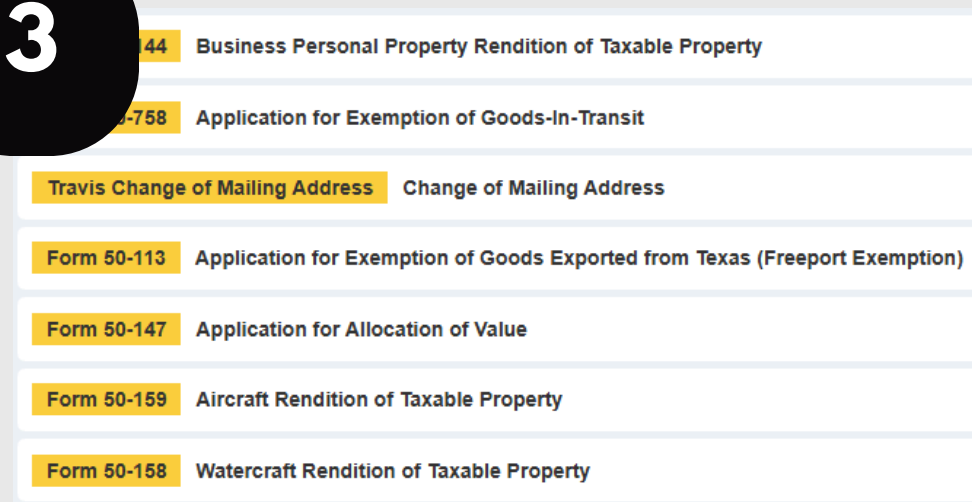 3
144 Business Personal Property Rendition of Taxable Property
-758 Application for Exemption of Goods-In-Transit
Travis Change of Mailing Address Change of Mailing Address
Form 50-113 Application for Exemption of Goods Exported from Texas (Freeport Exemption)
Form 50-147 Application for Allocation of Value
Form 50-159 Aircraft Rendition of Taxable Property
Form 50-158 Watercraft Rendition of Taxable Property